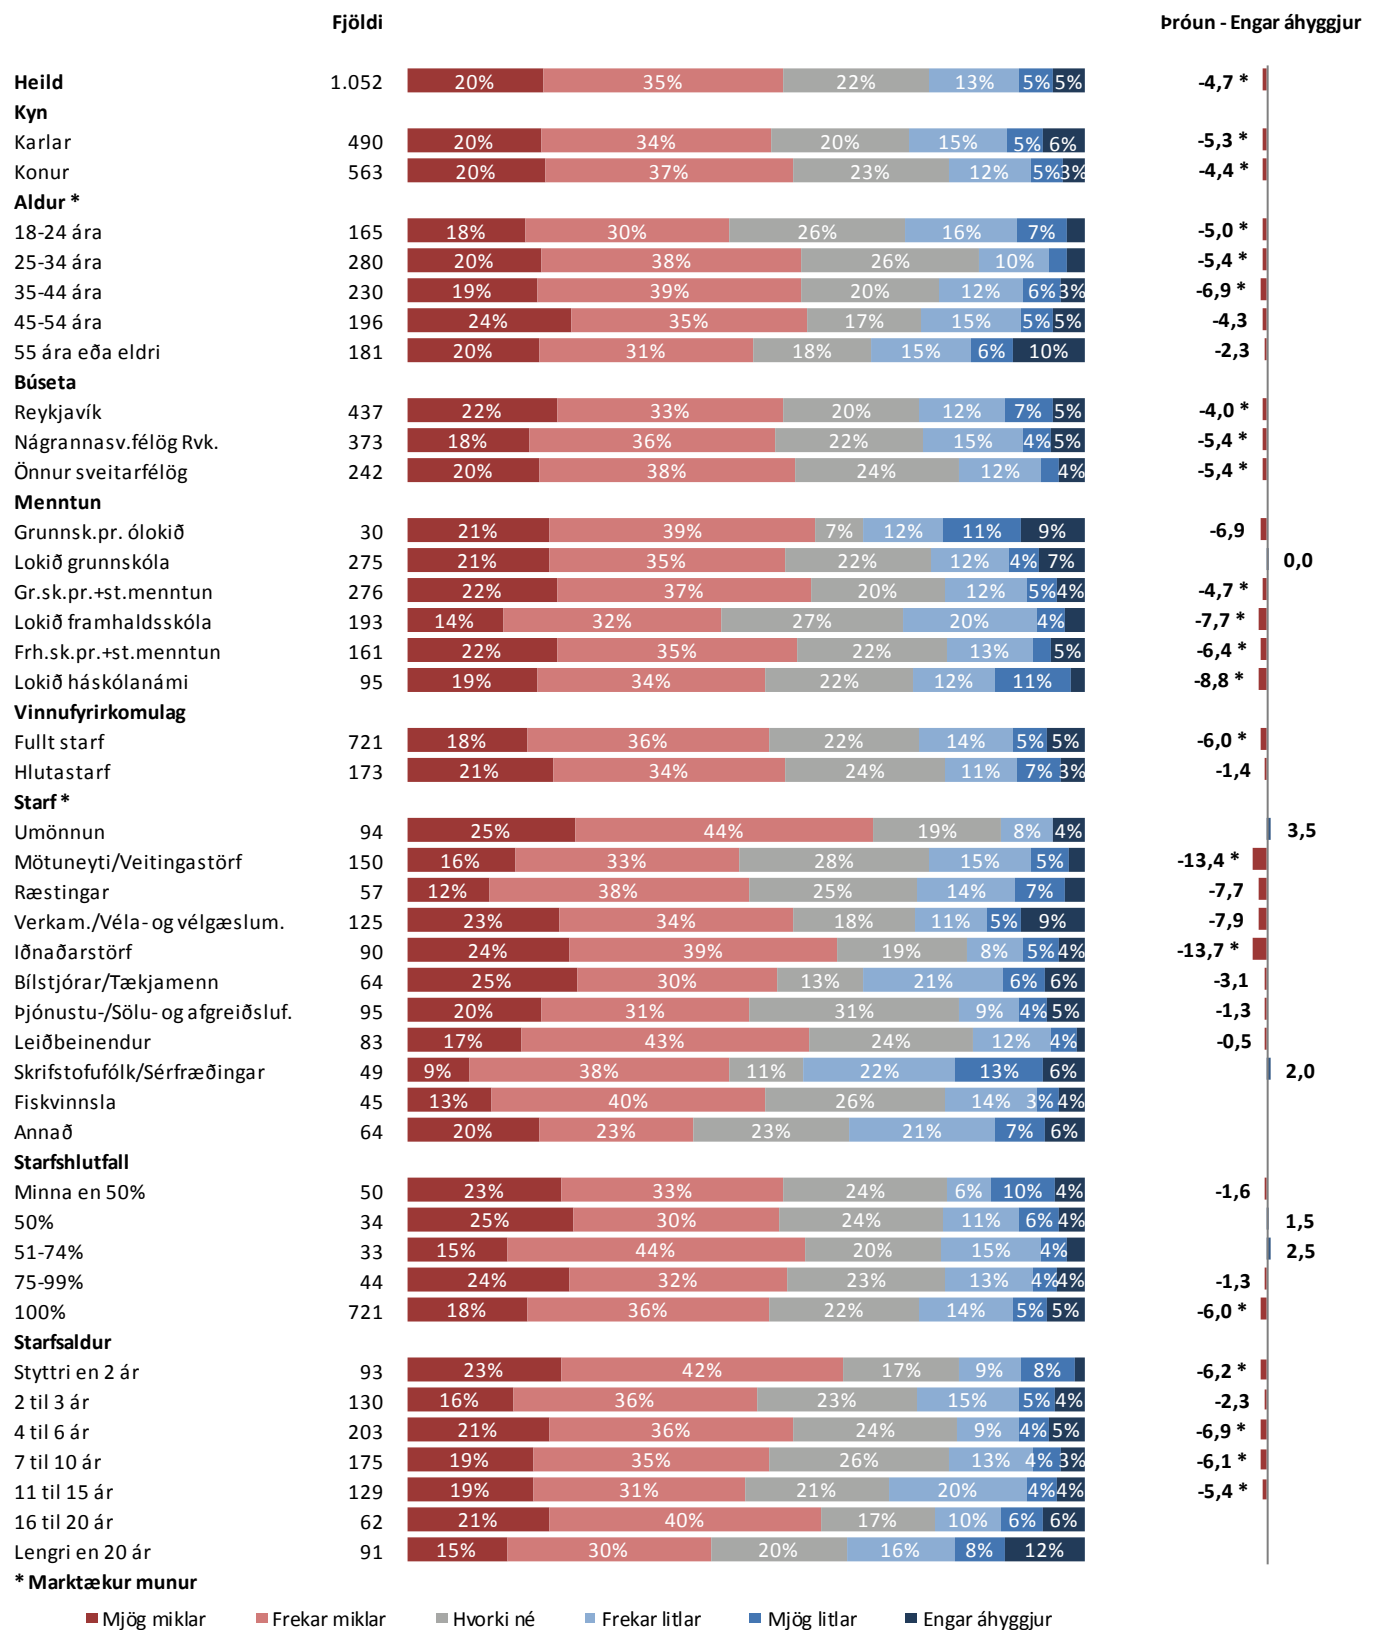 Fjöldi Þróun - Engar áhyggjur
Heild 1.052 20% 35% 22% 13% 5% 5% -4,7 *
Kyn
Karlar 490 20% 34% 20% 15% 5% 6% -5,3 *
Konur 563 20% 37% 23% 12% 5% 3% -4,4 *
Aldur *
18-24 ára 165 18% 30% 26% 16% 7% -5,0 *
25-34 ára 280 20% 38% 26% 10% -5,4 *
35-44 ára 230 19% 39% 20% 12% 6% 3% -6,9 *
45-54 ára 196 24% 35% 17% 15% 5% 5% -4,3
55 ára eða eldri 181 20% 31% 18% 15% 6% 10% -2,3
Búseta
Reykjavík 437 22% 33% 20% 12% 7% 5% -4,0 *
Nágrannasv.félög Rvk. 373 18% 36% 22% 15% 4% 5% -5,4 *
Önnur sveitarfélög 242 20% 38% 24% 12% 4% -5,4 *
Menntun
Grunnsk.pr. ólokið 30 21% 39% 7% 12% 11% 9% -6,9
Lokið grunnskóla 275 21% 35% 22% 12% 4% 7% 0,0
Gr.sk.pr.+st.menntun 276 22% 37% 20% 12% 5% 4% -4,7 *
Lokið framhaldsskóla 193 14% 32% 27% 20% 4% -7,7 *
Frh.sk.pr.+st.menntun 161 22% 35% 22% 13% 5% -6,4 *
Lokið háskólanámi 95 19% 34% 22% 12% 11% -8,8 *
Vinnufyrirkomulag
Fullt starf 721 18% 36% 22% 14% 5% 5% -6,0 *
Hlutastarf 173 21% 34% 24% 11% 7% 3% -1,4
Starf *
Umönnun 94 25% 44% 19% 8% 4% 3,5
Mötuneyti/Veitingastörf 150 16% 33% 28% 15% 5% -13,4 *
Ræstingar 57 12% 38% 25% 14% 7% -7,7
Verkam./Véla- og vélgæslum. 125 23% 34% 18% 11% 5% 9% -7,9
Iðnaðarstörf 90 24% 39% 19% 8% 5% 4% -13,7 *
Bílstjórar/Tækjamenn 64 25% 30% 13% 21% 6% 6% -3,1
Þjónustu-/Sölu- og afgreiðsluf. 95 20% 31% 31% 9% 4% 5% -1,3
Leiðbeinendur 83 17% 43% 24% 12% 4% -0,5
Skrifstofufólk/Sérfræðingar 49 9% 38% 11% 22% 13% 6% 2,0
Fiskvinnsla 45 13% 40% 26% 14% 3% 4%
Annað 64 20% 23% 23% 21% 7% 6%
Starfshlutfall
Minna en 50% 50 23% 33% 24% 6% 10% 4% -1,6
50% 34 25% 30% 24% 11% 6% 4% 1,5
51-74% 33 15% 44% 20% 15% 4% 2,5
75-99% 44 24% 32% 23% 13% 4% 4% -1,3
100% 721 18% 36% 22% 14% 5% 5% -6,0 *
Starfsaldur
Styttri en 2 ár 93 23% 42% 17% 9% 8% -6,2 *
2 til 3 ár 130 16% 36% 23% 15% 5% 4% -2,3
4 til 6 ár 203 21% 36% 24% 9% 4% 5% -6,9 *
7 til 10 ár 175 19% 35% 26% 13% 4% 3% -6,1 *
11 til 15 ár 129 19% 31% 21% 20% 4% 4% -5,4 *
16 til 20 ár 62 21% 40% 17% 10% 6% 6%
Lengri en 20 ár 91 15% 30% 20% 16% 8% 12%
* Marktækur munur
Mjög miklar Frekar miklar Hvorki né Frekar litlar Mjög litlar Engar áhyggjur